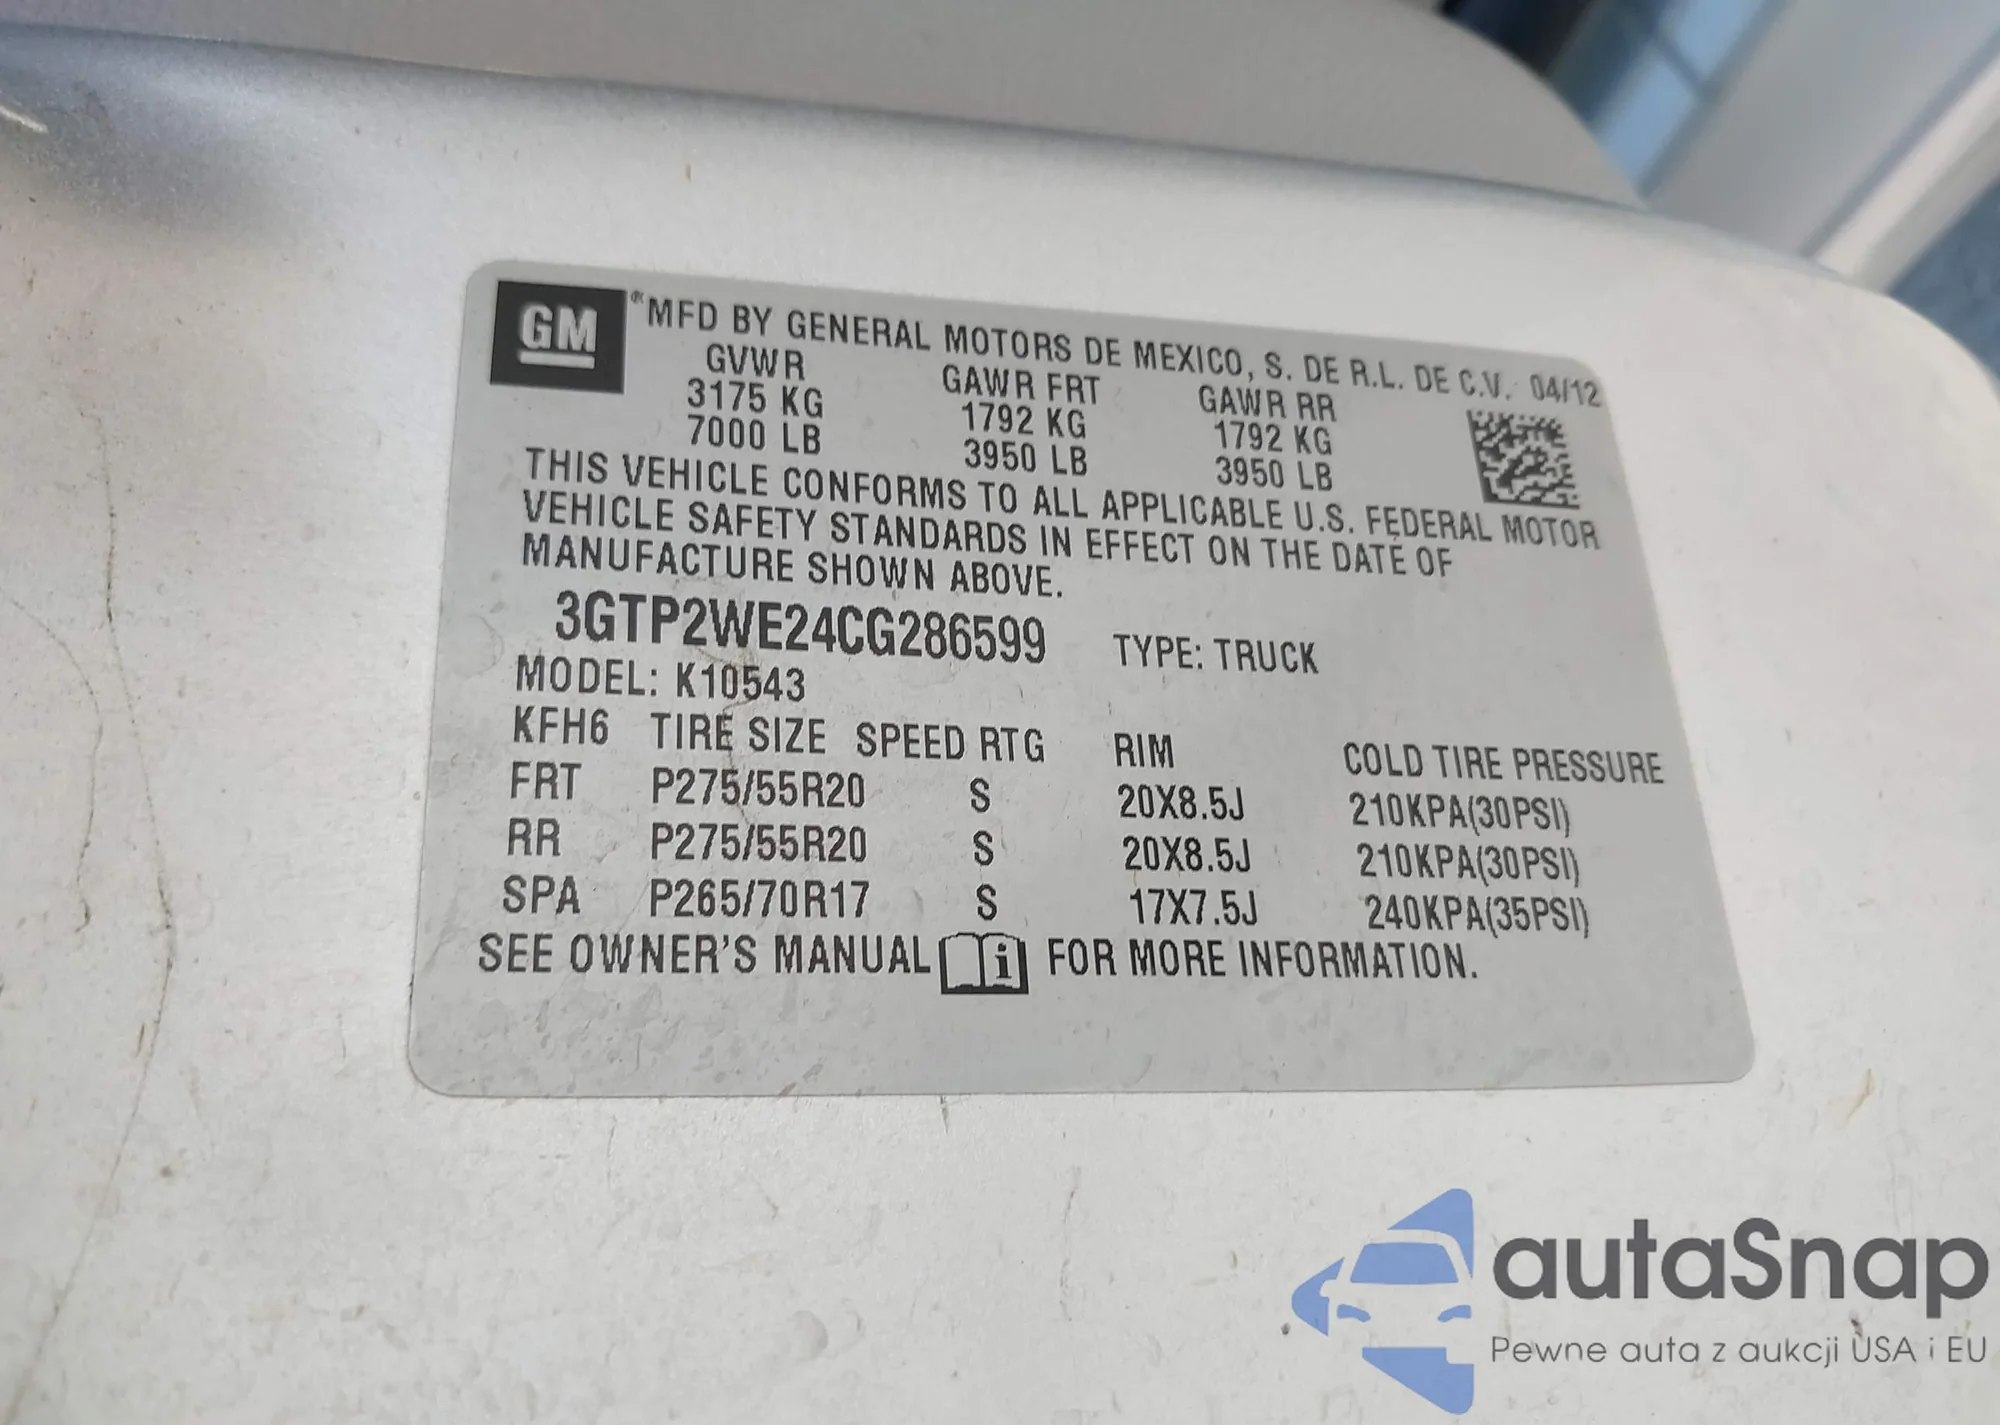 GM ® MFD BY GENERAL MOTORS DE MEXICO, S. DE R.L. DE C.V. 04/12
GVWR GAWR FRT GAWR RR
3175 KG 1792 KG 1792 KG
7000 LB 3950 LB 3950 LB
THIS VEHICLE CONFORMS TO ALL APPLICABLE U.S. FEDERAL MOTOR
VEHICLE SAFETY STANDARDS IN EFFECT ON THE DATE OF
MANUFACTURE SHOWN ABOVE.
3GTP2WE24CG286599 TYPE: TRUCK
MODEL: K10543
KFH6 TIRE SIZE SPEED RTG RIM COLD TIRE PRESSURE
FRT P275/55R20 S 20X8.5J 210KPA(30PSI)
RR P275/55R20 S 20X8.5J 210KPA(30PSI)
SPA P265/70R17 S 17X7.5J 240KPA(35PSI)
SEE OWNER'S MANUAL i FOR MORE INFORMATION.
autaSnap
Pewne auta z aukcji USA i EU